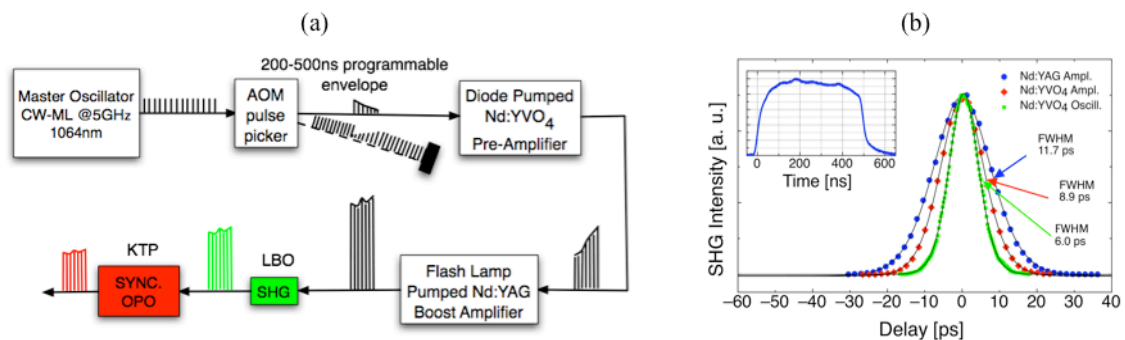 (a)
200-500ns programmable
envelope
Master Oscillator
CW-ML @5GHz
1064nm
AOM
pulse
picker
Diode Pumped
Nd:YVO4
Pre-Amplifier
KTP
SYNC.
OPO
LBO
SHG
Flash Lamp
Pumped Nd:YAG
Boost Amplifier
(b)
SHG Intensity [a. u.]
0 200 400 600
Time [ns]
Nd:YAG Ampl.
Nd:YVO4 Ampl.
Nd:YVO4 Oscill.
FWHM
11.7 ps
FWHM
8.9 ps
FWHM
6.0 ps
−60 −50 −40 −30 −20 −10 0 10 20 30 40
Delay [ps]